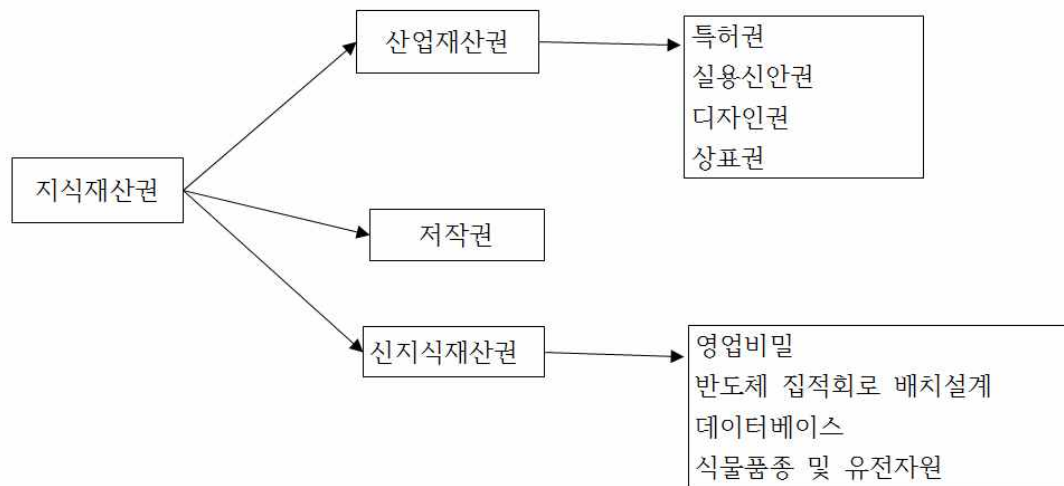 산업재산권
특허권
실용신안권
디자인권
상표권
지식재산권
저작권
신지식재산권
영업비밀
반도체 집적회로 배치설계
데이터베이스
식물품종 및 유전자원